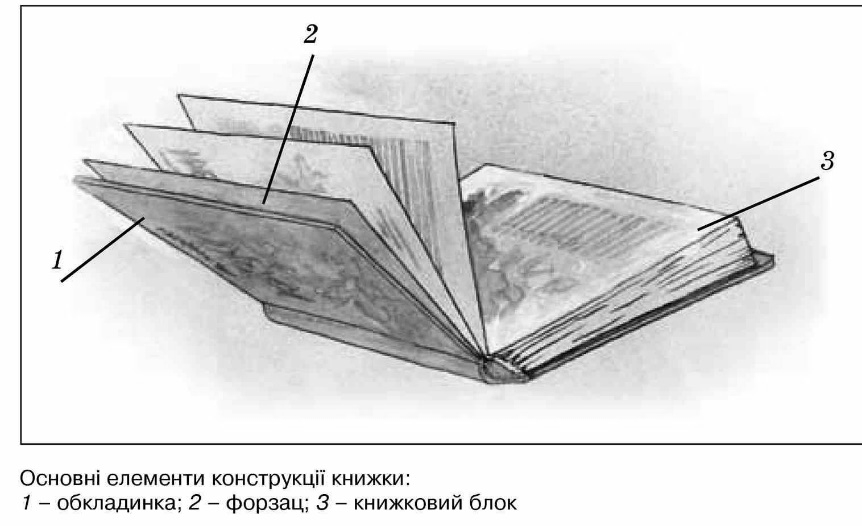 2
3
1
Основні елементи конструкції книжки:
1 – обкладинка; 2 – форзац; 3 – книжковий блок